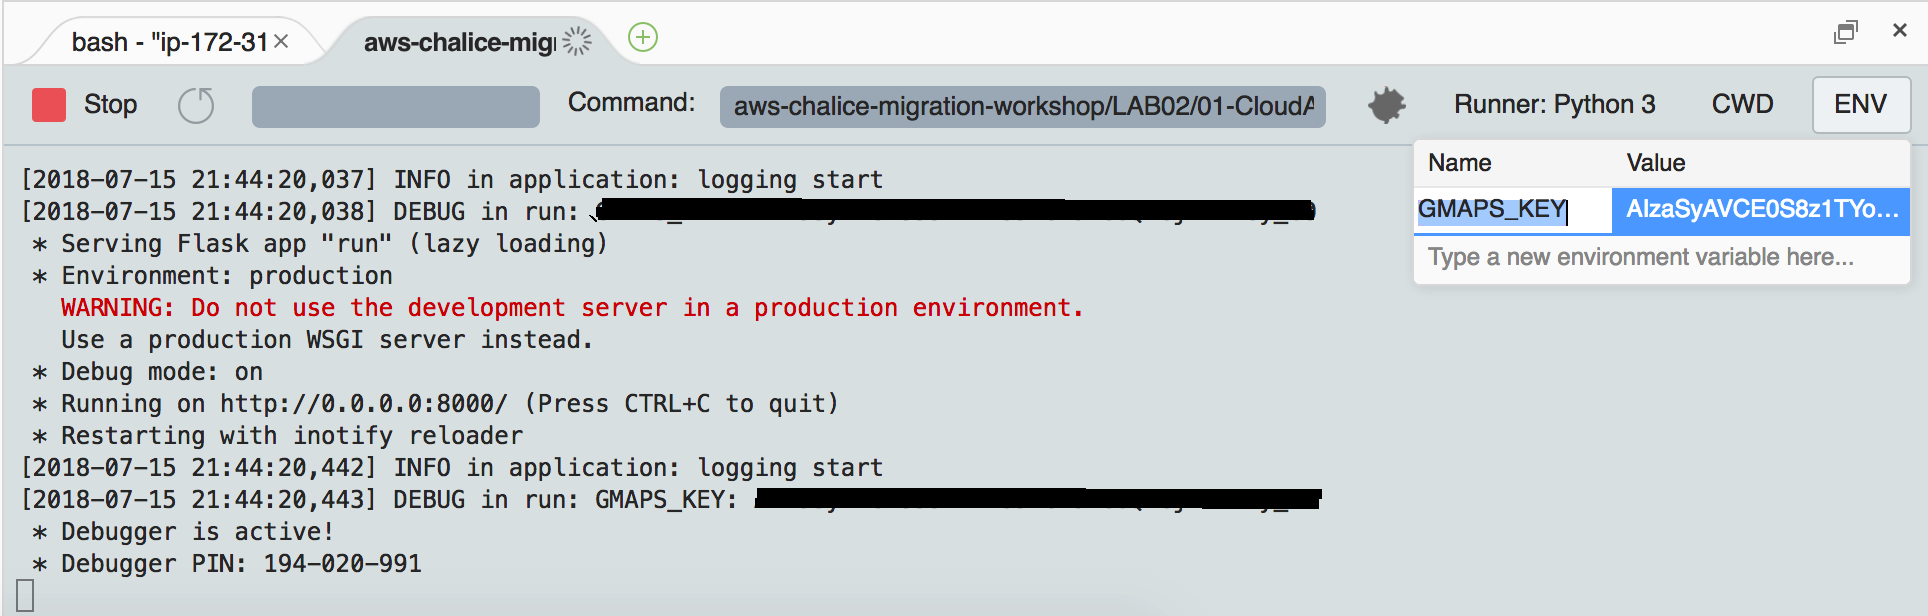 bash - "ip-172-31
aws-chalice-mig
Stop
Command:
aws-chalice-migration-workshop/LAB02/01-CloudA
Runner: Python 3
CWD
ENV
Name
Value
GMAPS_KEY
AIzaSyAVCE0S8z1TYo...
Type a new environment variable here...
[2018-07-15 21:44:20,037] INFO in application: logging start
[2018-07-15 21:44:20,038] DEBUG in run:
* Serving Flask app "run" (lazy loading)
* Environment: production
WARNING: Do not use the development server in a production environment.
Use a production WSGI server instead.
* Debug mode: on
* Running on http://0.0.0.0:8000/ (Press CTRL+C to quit)
* Restarting with inotify reloader
[2018-07-15 21:44:20,442] INFO in application: logging start
[2018-07-15 21:44:20,443] DEBUG in run: GMAPS_KEY:
* Debugger is active!
* Debugger PIN: 194-020-991